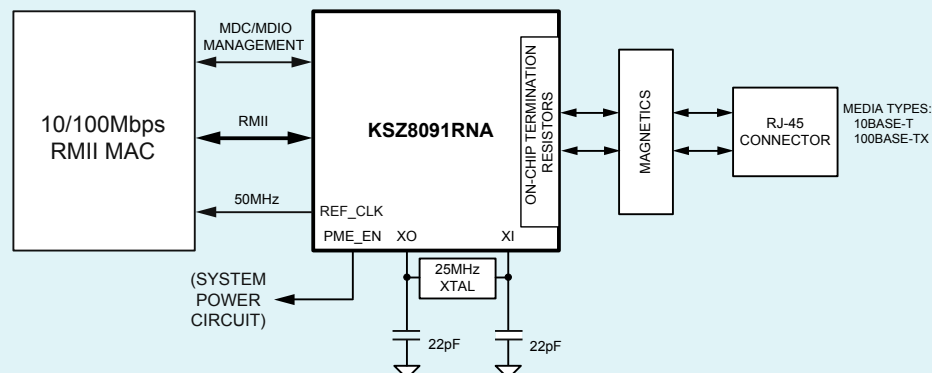 MDC/MDIO
MANAGEMENT
10/100Mbps
RMII MAC
RMII
50MHz
KSZ8091RNA
REF_CLK
PME_EN
XO
XI
ON-CHIP TERMINATION
RESISTORS
MAGNETICS
RJ-45
CONNECTOR
MEDIA TYPES:
10BASE-T
100BASE-TX
(SYSTEM
POWER
CIRCUIT)
25MHz
XTAL
22pF
22pF